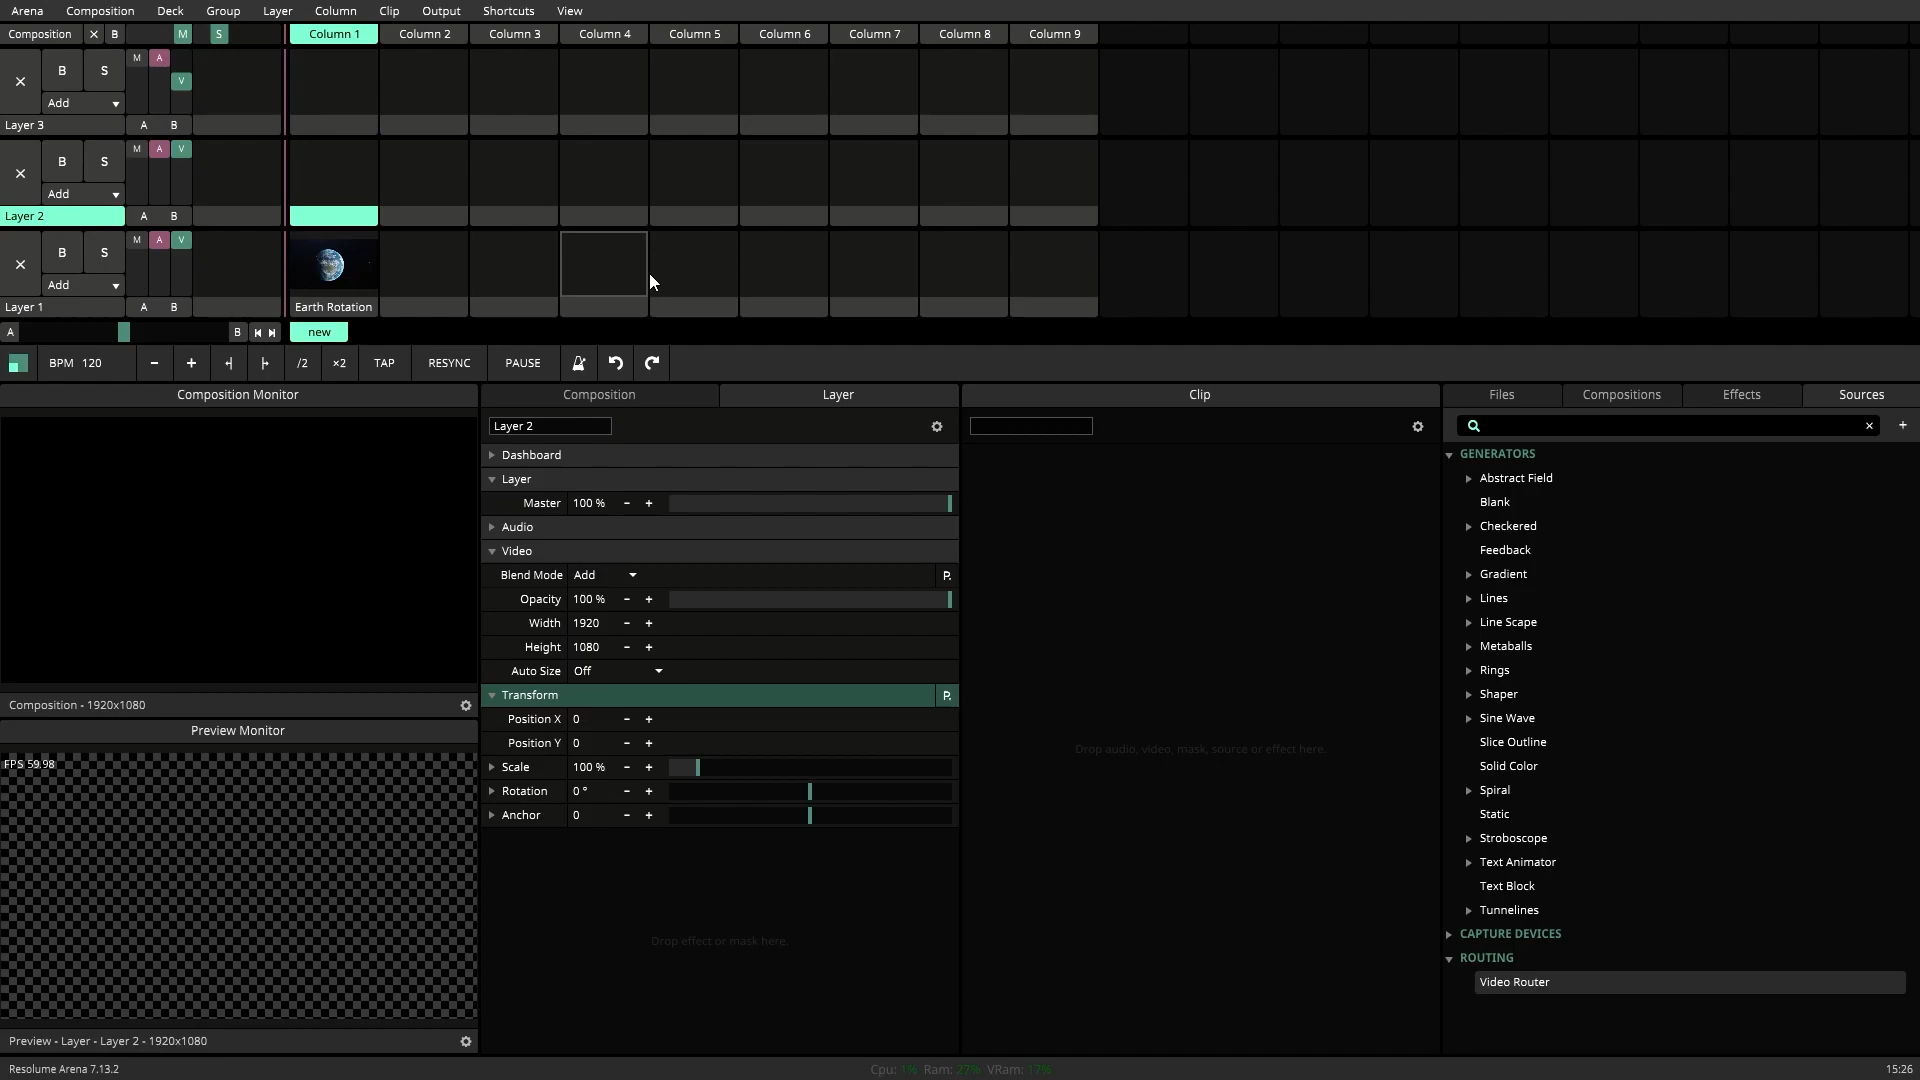 Arena Composition Deck Group Layer Column Clip Output Shortcuts View
Composition B M S Column 1 Column 2 Column 3 Column 4 Column 5 Column 6 Column 7 Column 8 Column 9
B S M A
V
Add
Layer 3 A B
B S M A V
Add
Layer 2 A B
B S M A V
Add
Layer 1 A B Earth Rotation
A B new
BPM 120 - + /2 ×2 TAP RESYNC PAUSE
Composition Monitor
Composition - 1920x1080
Preview Monitor
FPS 59.98
Preview - Layer - Layer 2 - 1920x1080
Composition Layer
Layer 2
Dashboard
Layer
Master 100 % - +
Audio
Video
Blend Mode Add P.
Opacity 100 % - +
Width 1920 - +
Height 1080 - +
Auto Size Off
Transform P.
Position X 0 - +
Position Y 0 - +
Scale 100 % - +
Rotation 0 ° - +
Anchor 0 - +
Drop effect or mask here.
Clip
Drop audio, video, mask, source or effect here.
Files Compositions Effects Sources
+
GENERATORS
Abstract Field
Blank
Checkered
Feedback
Gradient
Lines
Line Scape
Metaballs
Rings
Shaper
Sine Wave
Slice Outline
Solid Color
Spiral
Static
Stroboscope
Text Animator
Text Block
Tunnelines
CAPTURE DEVICES
ROUTING
Video Router
Resolume Arena 7.13.2 Cpu: 1% Ram: 27% VRam: 17% 15:26